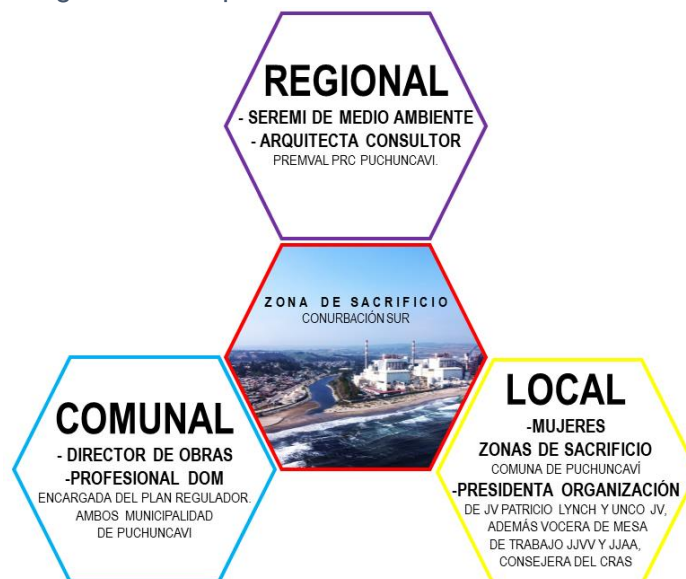 REGIONAL
- SEREMI DE MEDIO AMBIENTE
- ARQUITECTA CONSULTOR
PREMVAL PRC PUCHUNCAVI.
ZONA DE SACRIFICIO
CONURBACIÓN SUR
COMUNAL
- DIRECTOR DE OBRAS
-PROFESIONAL DOM
ENCARGADA DEL PLAN REGULADOR.
AMBOS MUNICIPALIDAD
DE PUCHUNCAVI
LOCAL
-MUJERES
ZONAS DE SACRIFICIO
COMUNA DE PUCHUNCAVÍ
-PRESIDENTA ORGANIZACIÓN
DE JV PATRICIO LYNCH Y UNCO JV,
ADEMÁS VOCERA DE MESA
DE TRABAJO JJVV Y JJAA,
CONSEJERA DEL CRAS